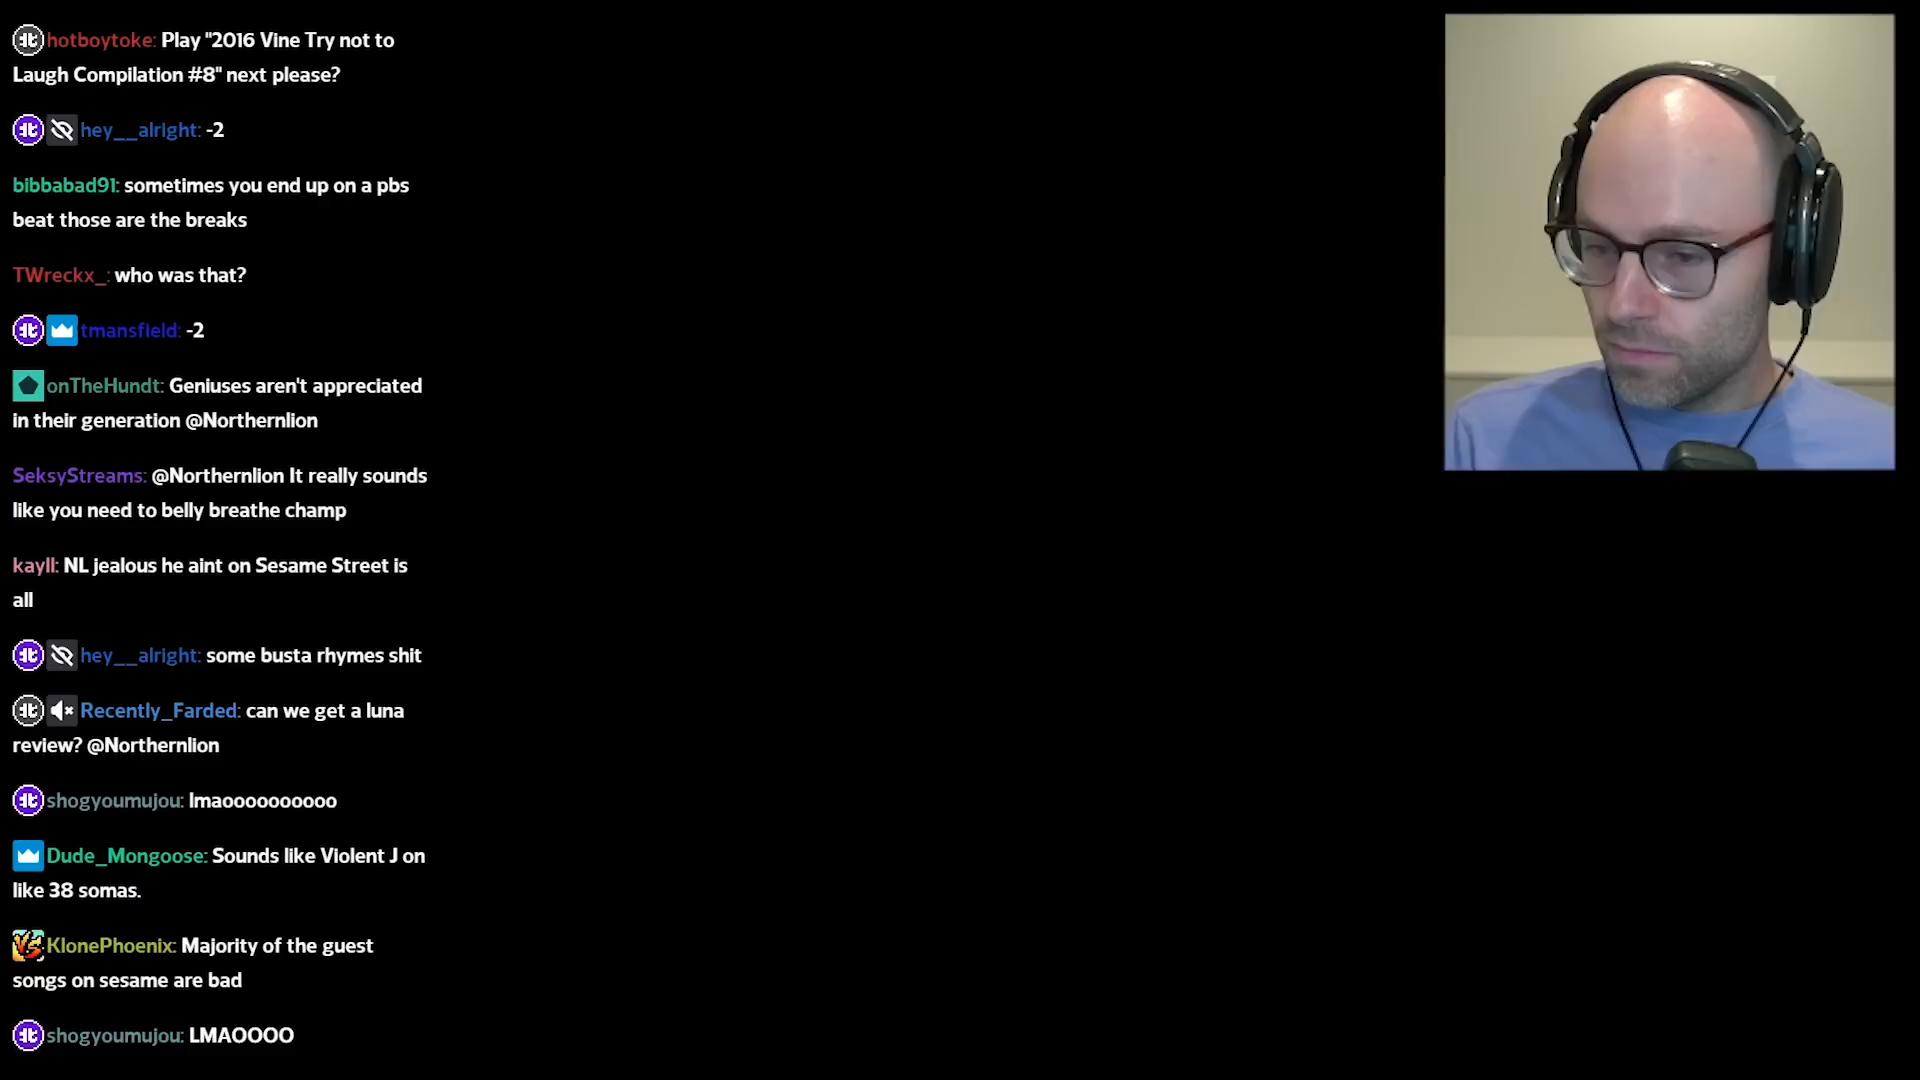 hotboytoke: Play "2016 Vine Try not to
Laugh Compilation #8" next please?
hey__alright: -2
bibbabad91: sometimes you end up on a pbs
beat those are the breaks
TWreckx_: who was that?
tmansfield: -2
onTheHundt: Geniuses aren't appreciated
in their generation @Northernlion
SeksyStreams: @Northernlion It really sounds
like you need to belly breathe champ
kayll: NL jealous he aint on Sesame Street is
all
hey__alright: some busta rhymes shit
Recently_Farded: can we get a luna
review? @Northernlion
shogyoumujou: lmaoooooooooo
Dude_Mongoose: Sounds like Violent J on
like 38 somas.
KlonePhoenix: Majority of the guest
songs on sesame are bad
shogyoumujou: LMAOOOO